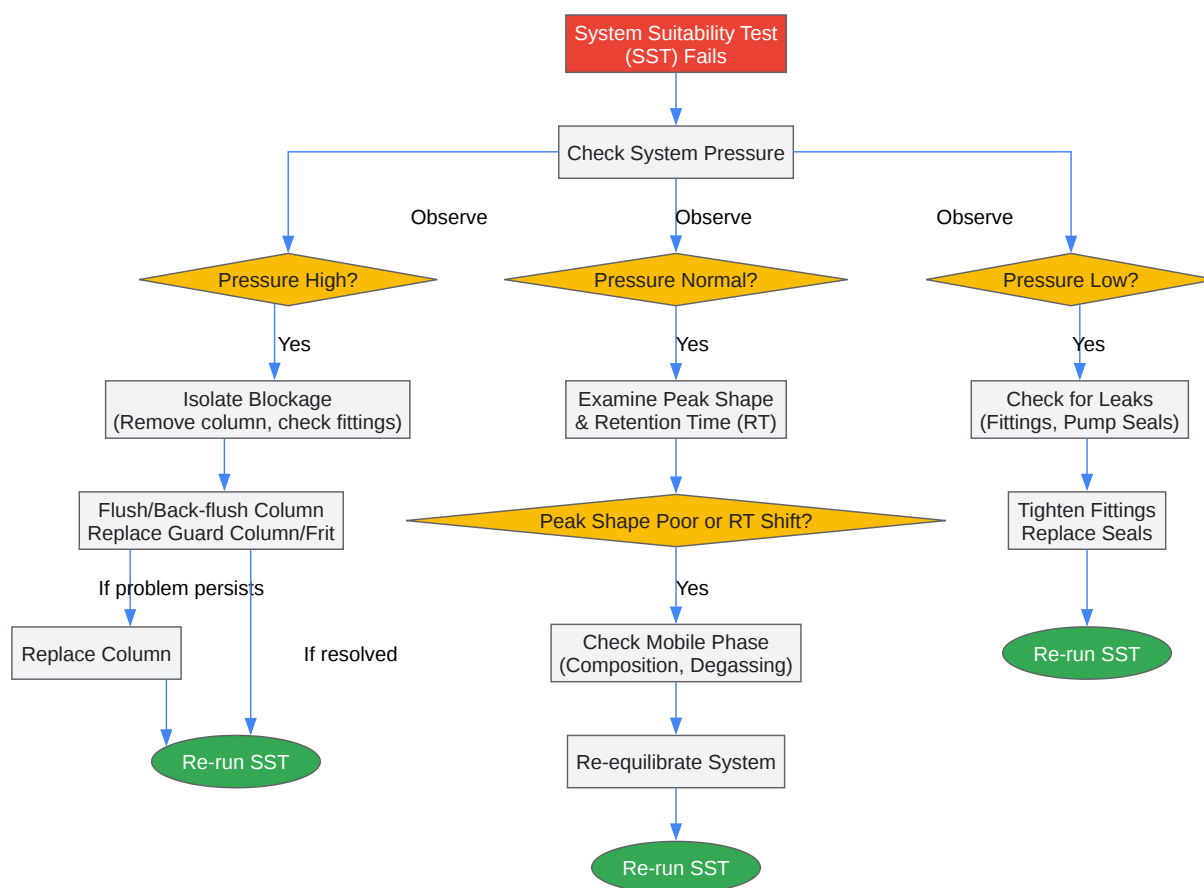 System Suitability Test
(SST) Fails
Check System Pressure
Observe
Observe
Observe
Pressure High?
Pressure Normal?
Pressure Low?
Yes
Yes
Yes
Isolate Blockage
(Remove column, check fittings)
Examine Peak Shape
& Retention Time (RT)
Check for Leaks
(Fittings, Pump Seals)
Flush/Back-flush Column
Replace Guard Column/Frit
Peak Shape Poor or RT Shift?
Tighten Fittings
Replace Seals
If problem persists
Yes
Replace Column
If resolved
Check Mobile Phase
(Composition, Degassing)
Re-run SST
Re-run SST
Re-equilibrate System
Re-run SST